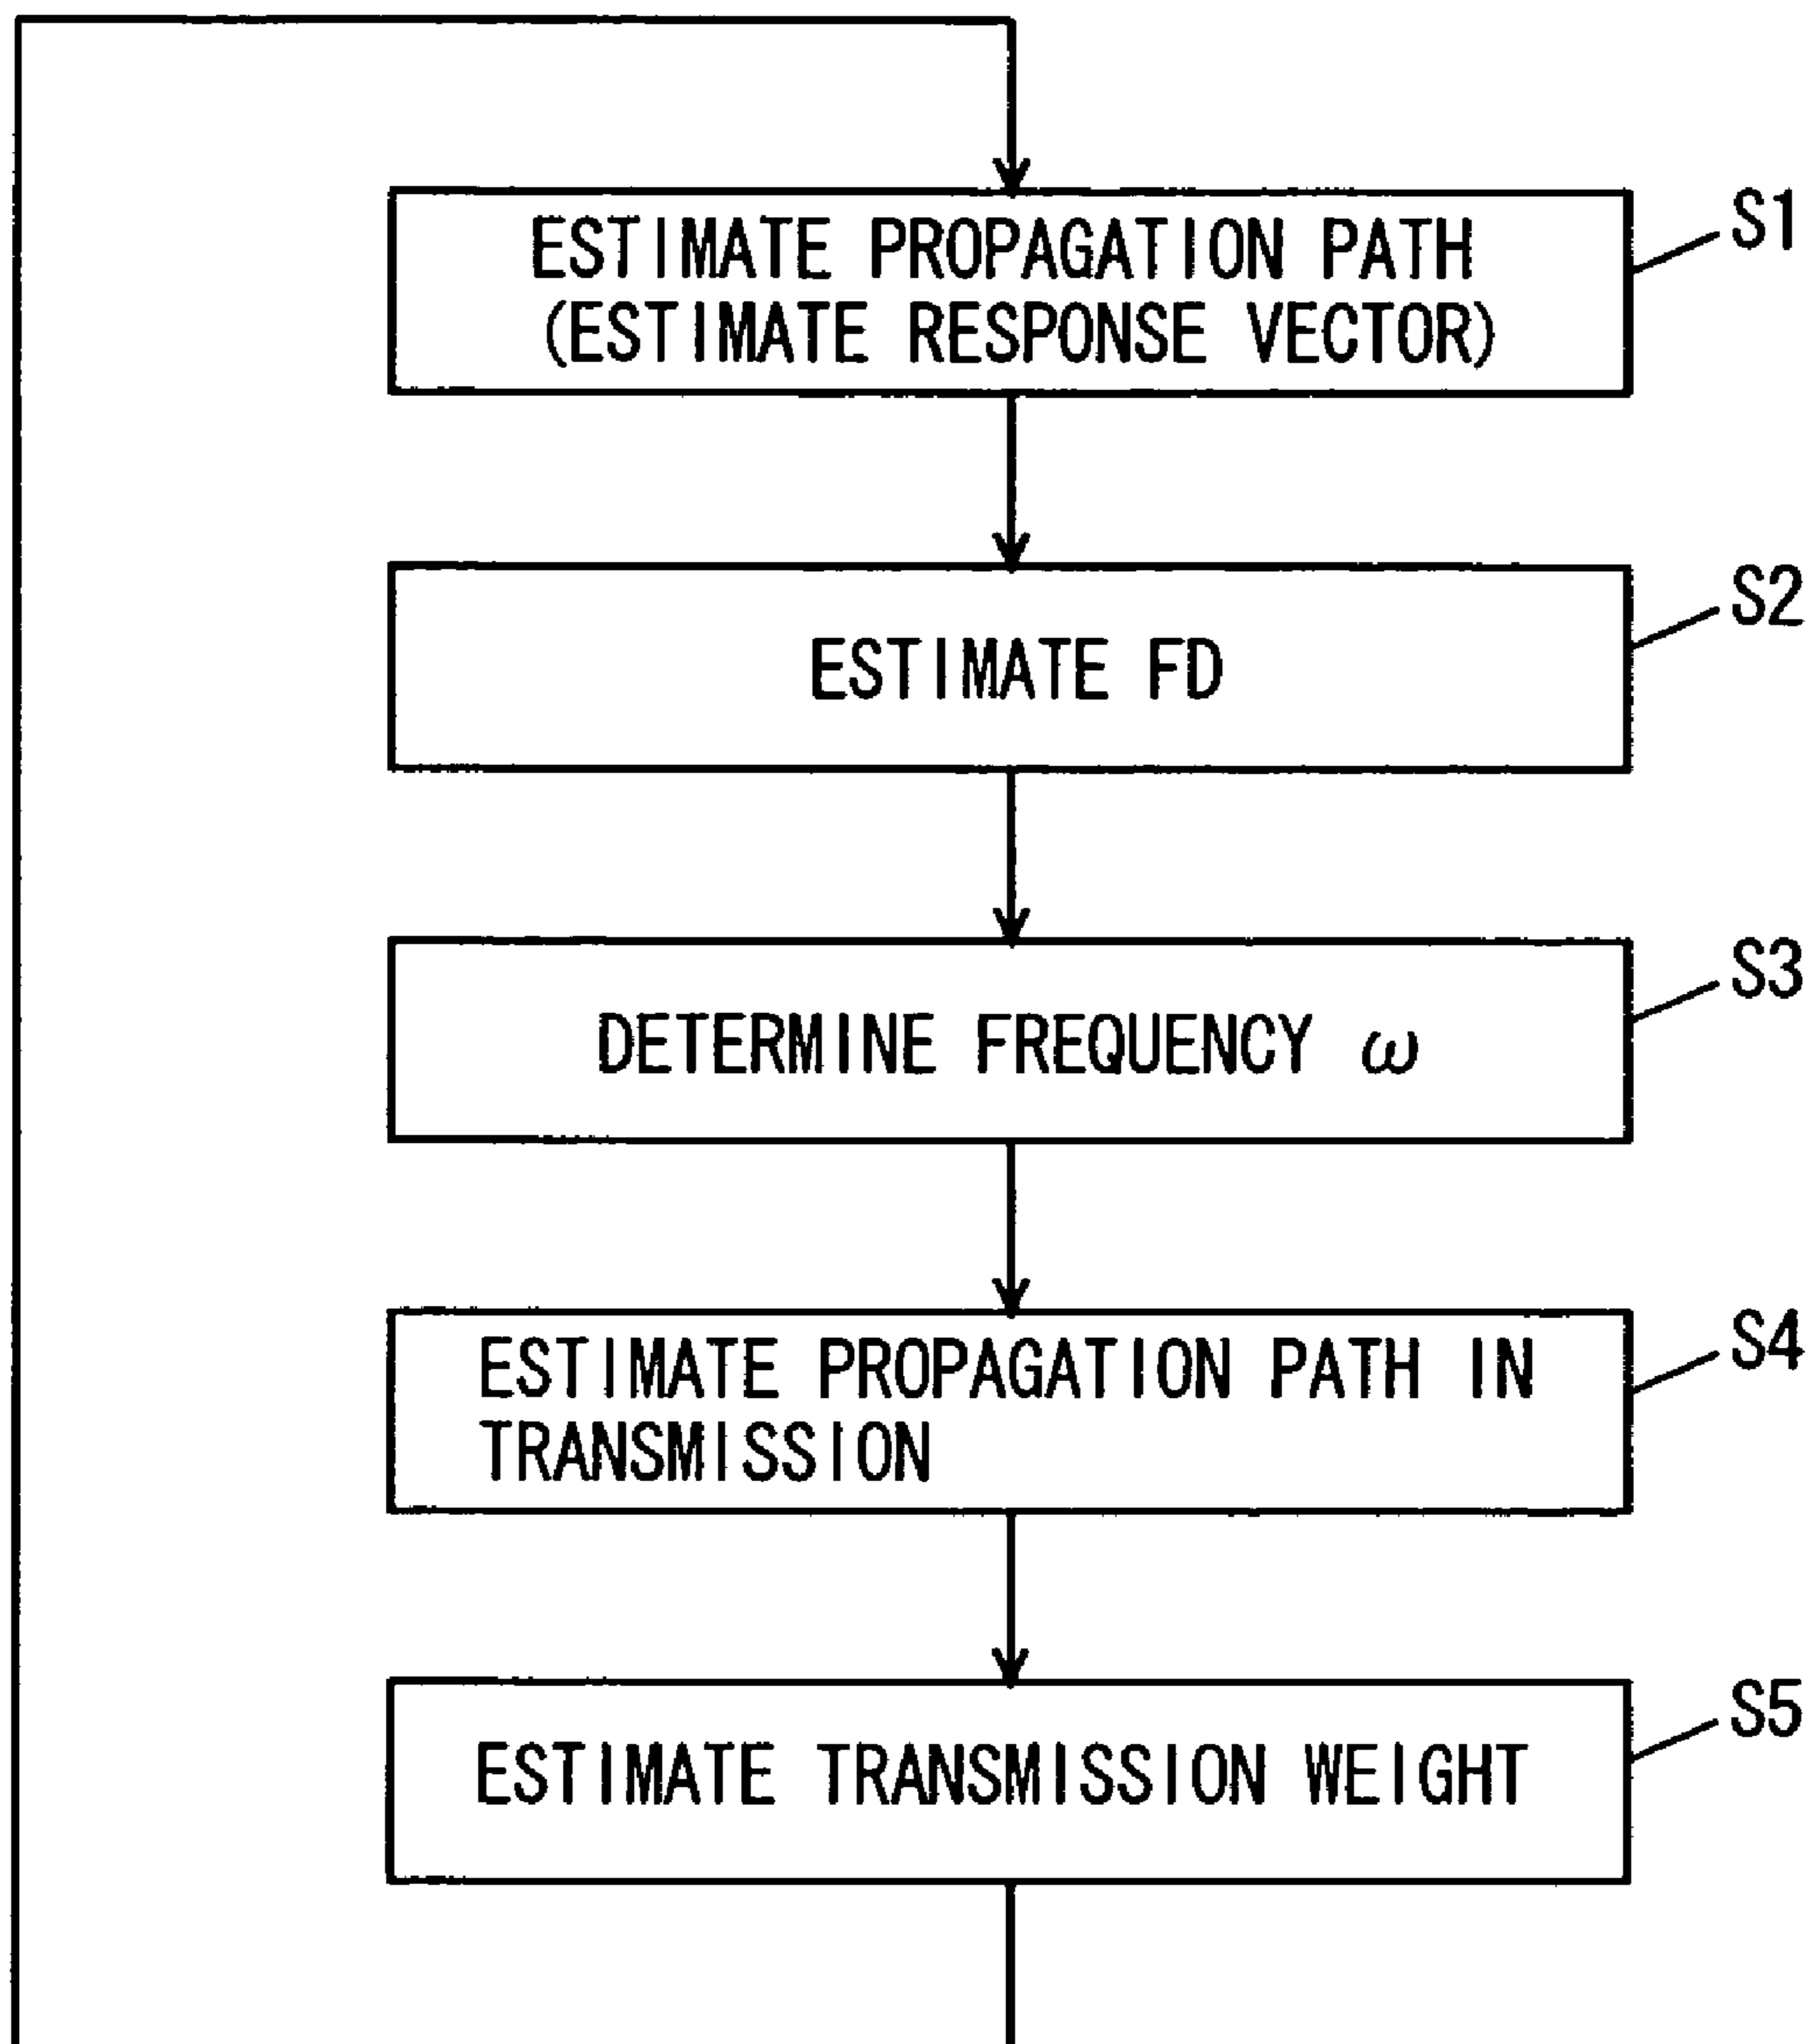 ESTIMATE PROPAGATION PATH
(ESTIMATE RESPONSE VECTOR)
S1
ESTIMATE FD
S2
DETERMINE FREQUENCY ω
S3
ESTIMATE PROPAGATION PATH IN
TRANSMISSION
S4
ESTIMATE TRANSMISSION WEIGHT
S5